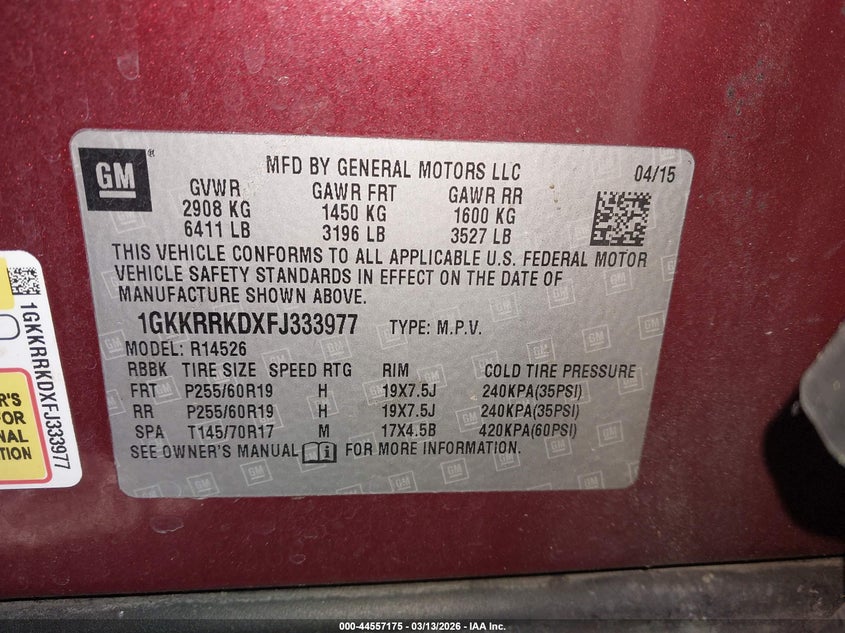 GM ®
MFD BY GENERAL MOTORS LLC 04/15
GVWR GAWR FRT GAWR RR
2908 KG 1450 KG 1600 KG
6411 LB 3196 LB 3527 LB
THIS VEHICLE CONFORMS TO ALL APPLICABLE U.S. FEDERAL MOTOR
VEHICLE SAFETY STANDARDS IN EFFECT ON THE DATE OF
MANUFACTURE SHOWN ABOVE.
1GKKRRKDXFJ333977 TYPE: M.P.V.
MODEL: R14526
RBBK TIRE SIZE SPEED RTG RIM COLD TIRE PRESSURE
FRT P255/60R19 H 19X7.5J 240KPA(35PSI)
RR P255/60R19 H 19X7.5J 240KPA(35PSI)
SPA T145/70R17 M 17X4.5B 420KPA(60PSI)
SEE OWNER'S MANUAL i FOR MORE INFORMATION.
1GKKRRKDXFJ333977
FOR
000-44557175 - 03/13/2026 - IAA Inc.